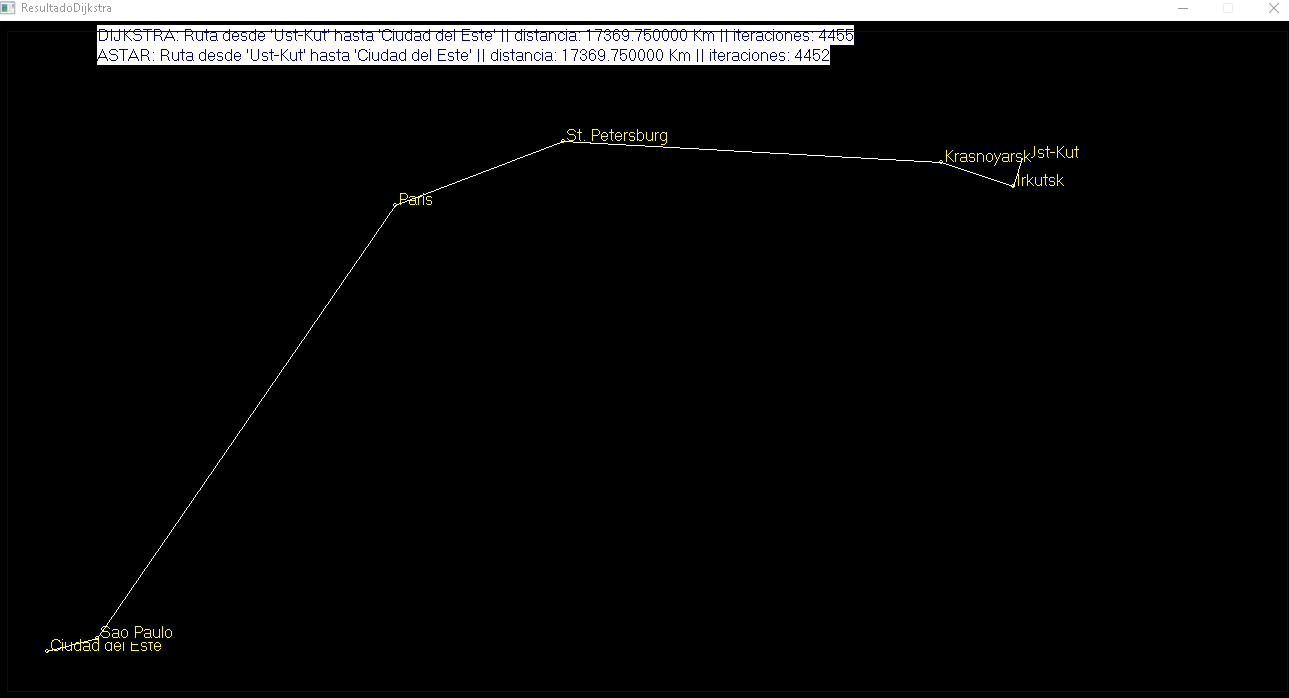 ResultadoDijkstra
DIJKSTRA: Ruta desde 'Ust-Kut' hasta 'Ciudad del Este' || distancia: 17369.750000 Km || iteraciones: 4455
ASTAR: Ruta desde 'Ust-Kut' hasta 'Ciudad del Este' || distancia: 17369.750000 Km || iteraciones: 4452
St. Petersburg
Krasnoyarsk
Ust-Kut
Irkutsk
Paris
Sao Paulo
Ciudad del Este